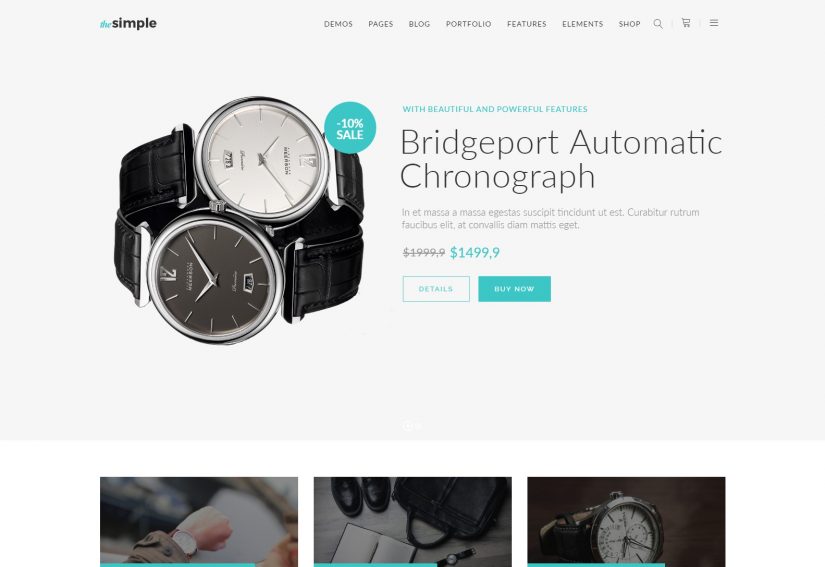 thesimple
DEMOS PAGES BLOG PORTFOLIO FEATURES ELEMENTS SHOP
-10%
SALE
WITH BEAUTIFUL AND POWERFUL FEATURES
Bridgeport Automatic
Chronograph
In et massa a massa egestas suscipit tincidunt ut est. Curabitur rutrum
faucibus elit, at convallis diam mattis eget.
$1999,9 $1499,9
DETAILS BUY NOW